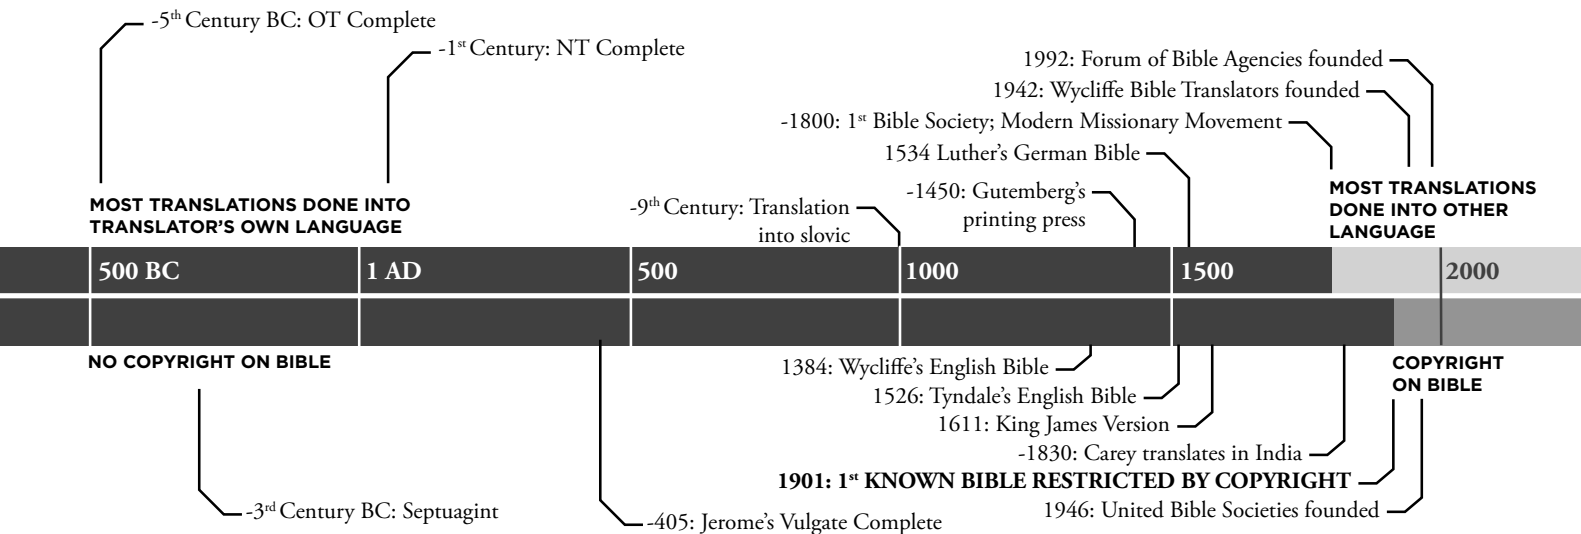 -5th Century BC: OT Complete
-1st Century: NT Complete
1992: Forum of Bible Agencies founded
1942: Wycliffe Bible Translators founded
-1800: 1st Bible Society; Modern Missionary Movement
1534 Luther's German Bible
-1450: Gutemberg's
printing press
-9th Century: Translation
into slovic
MOST TRANSLATIONS DONE INTO
TRANSLATOR'S OWN LANGUAGE
MOST TRANSLATIONS
DONE INTO OTHER
LANGUAGE
500 BC
1 AD
500
1000
1500
2000
NO COPYRIGHT ON BIBLE
COPYRIGHT
ON BIBLE
1384: Wycliffe's English Bible
1526: Tyndale's English Bible
1611: King James Version
-1830: Carey translates in India
1901: 1st KNOWN BIBLE RESTRICTED BY COPYRIGHT
1946: United Bible Societies founded
-3rd Century BC: Septuagint
-405: Jerome's Vulgate Complete